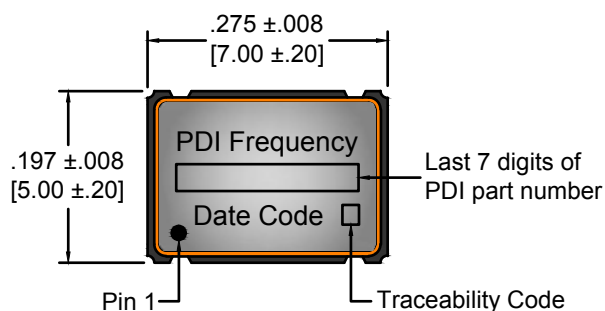 .275 ±.008
[7.00 ±.20]
.197 ±.008
[5.00 ±.20]
PDI Frequency
Last 7 digits of
PDI part number
Date Code
Pin 1
Traceability Code